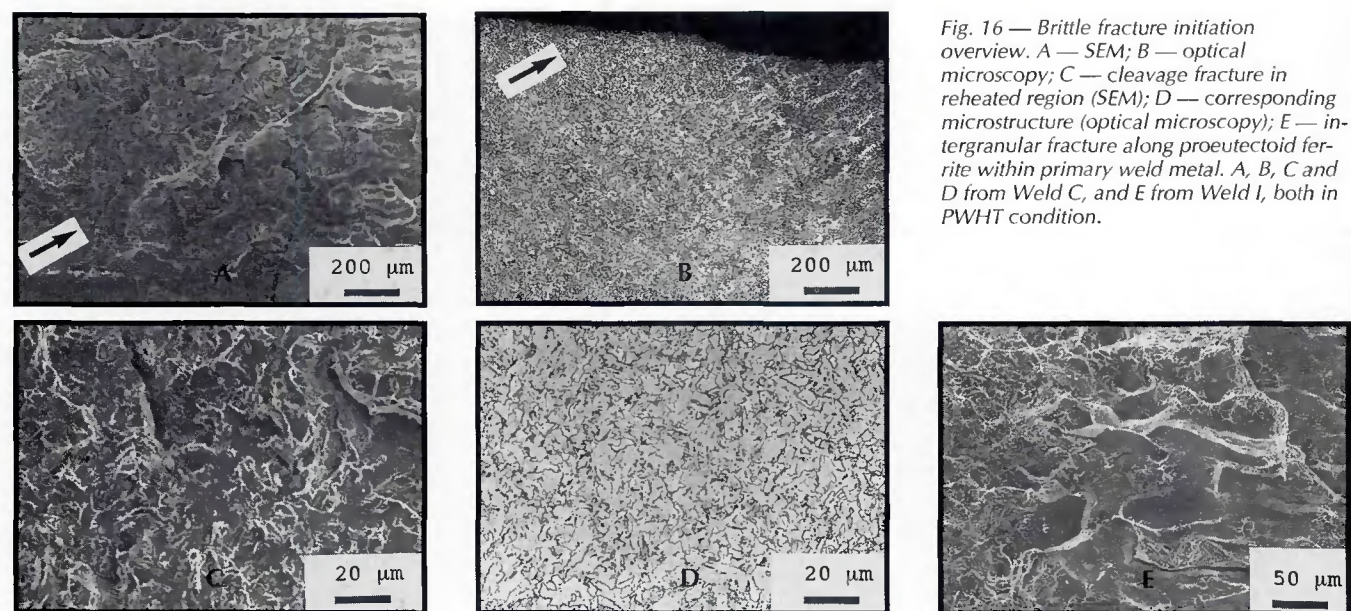 Fig. 16 — Brittle fracture initiation
overview. A — SEM; B — optical
microscopy; C — cleavage fracture in
reheated region (SEM); D — corresponding
microstructure (optical microscopy); E — in-
tergranular fracture along proeutectoid fer-
rite within primary weld metal. A, B, C and
D from Weld C, and E from Weld I, both in
PWHT condition.
A
200 μm
B
200 μm
C
20 μm
D
20 μm
E
50 μm